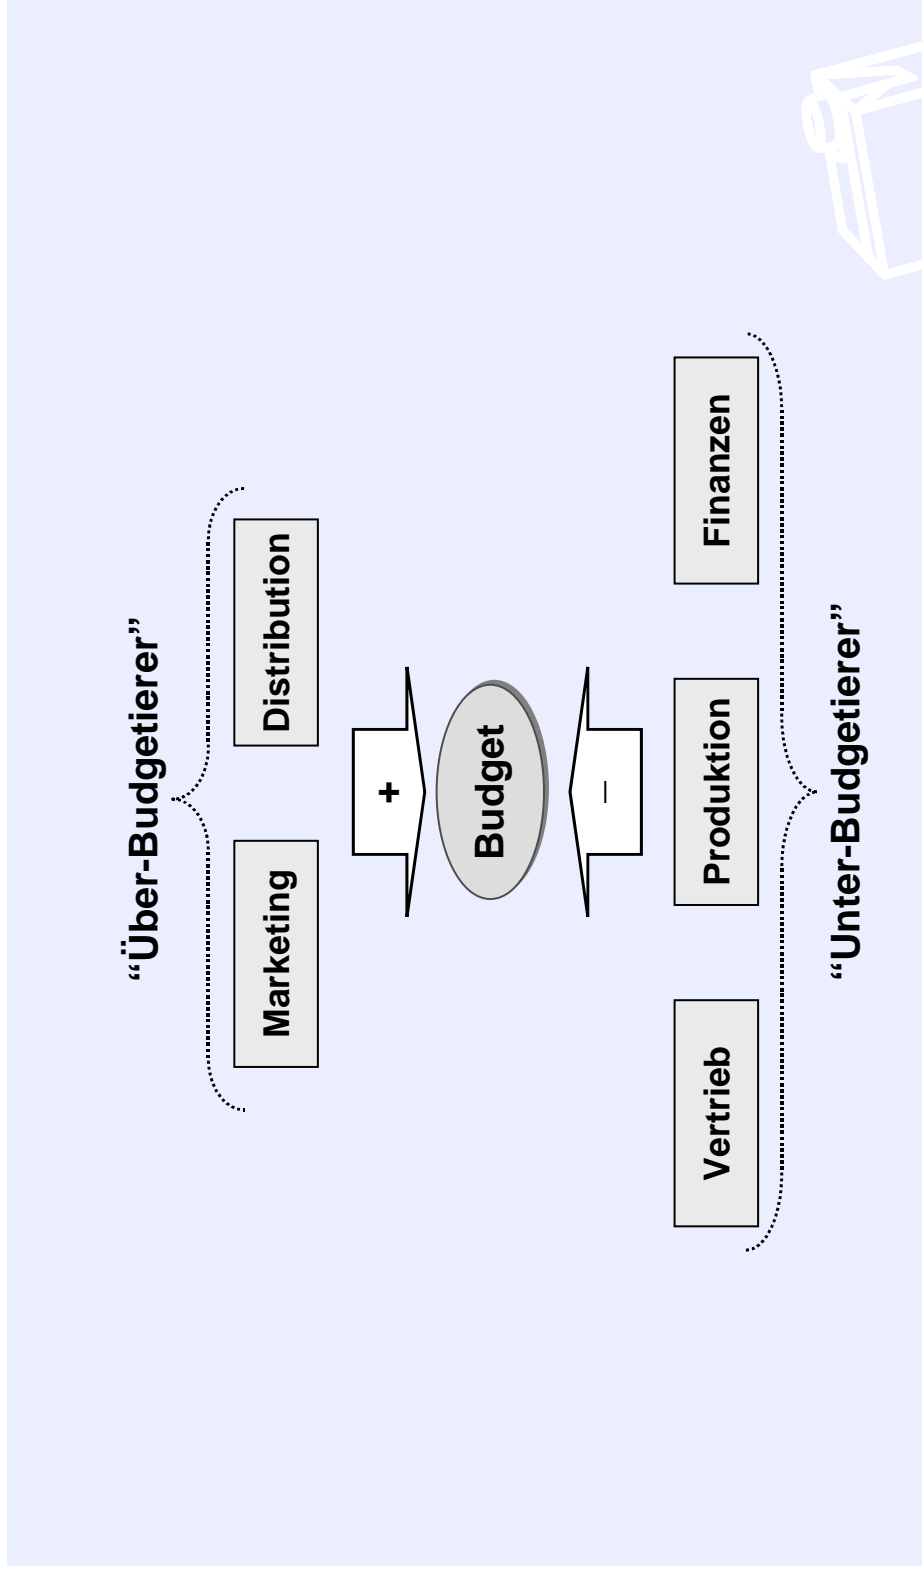 “Über-Budgetierer”
Marketing
Distribution
+
Budget
–
Vertrieb
Produktion
Finanzen
“Unter-Budgetierer”